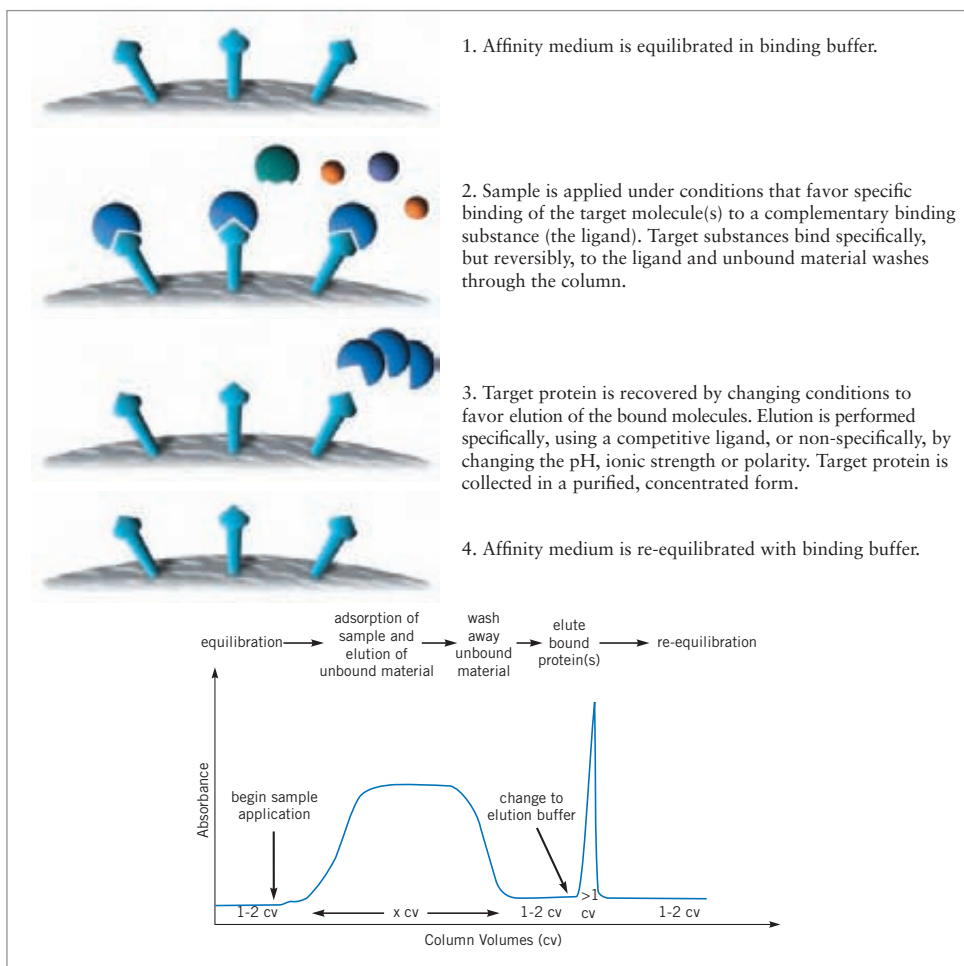 1. Affinity medium is equilibrated in binding buffer.
2. Sample is applied under conditions that favor specific
binding of the target molecule(s) to a complementary binding
substance (the ligand). Target substances bind specifically,
but reversibly, to the ligand and unbound material washes
through the column.
3. Target protein is recovered by changing conditions to
favor elution of the bound molecules. Elution is performed
specifically, using a competitive ligand, or non-specifically, by
changing the pH, ionic strength or polarity. Target protein is
collected in a purified, concentrated form.
4. Affinity medium is re-equilibrated with binding buffer.
equilibration
adsorption of
sample and
elution of
unbound material
wash
away
unbound
material
elute
bound
protein(s)
re-equilibration
Absorbance
begin sample
application
change to
elution buffer
1-2 cv
x cv
1-2 cv
>1
cv
1-2 cv
Column Volumes (cv)